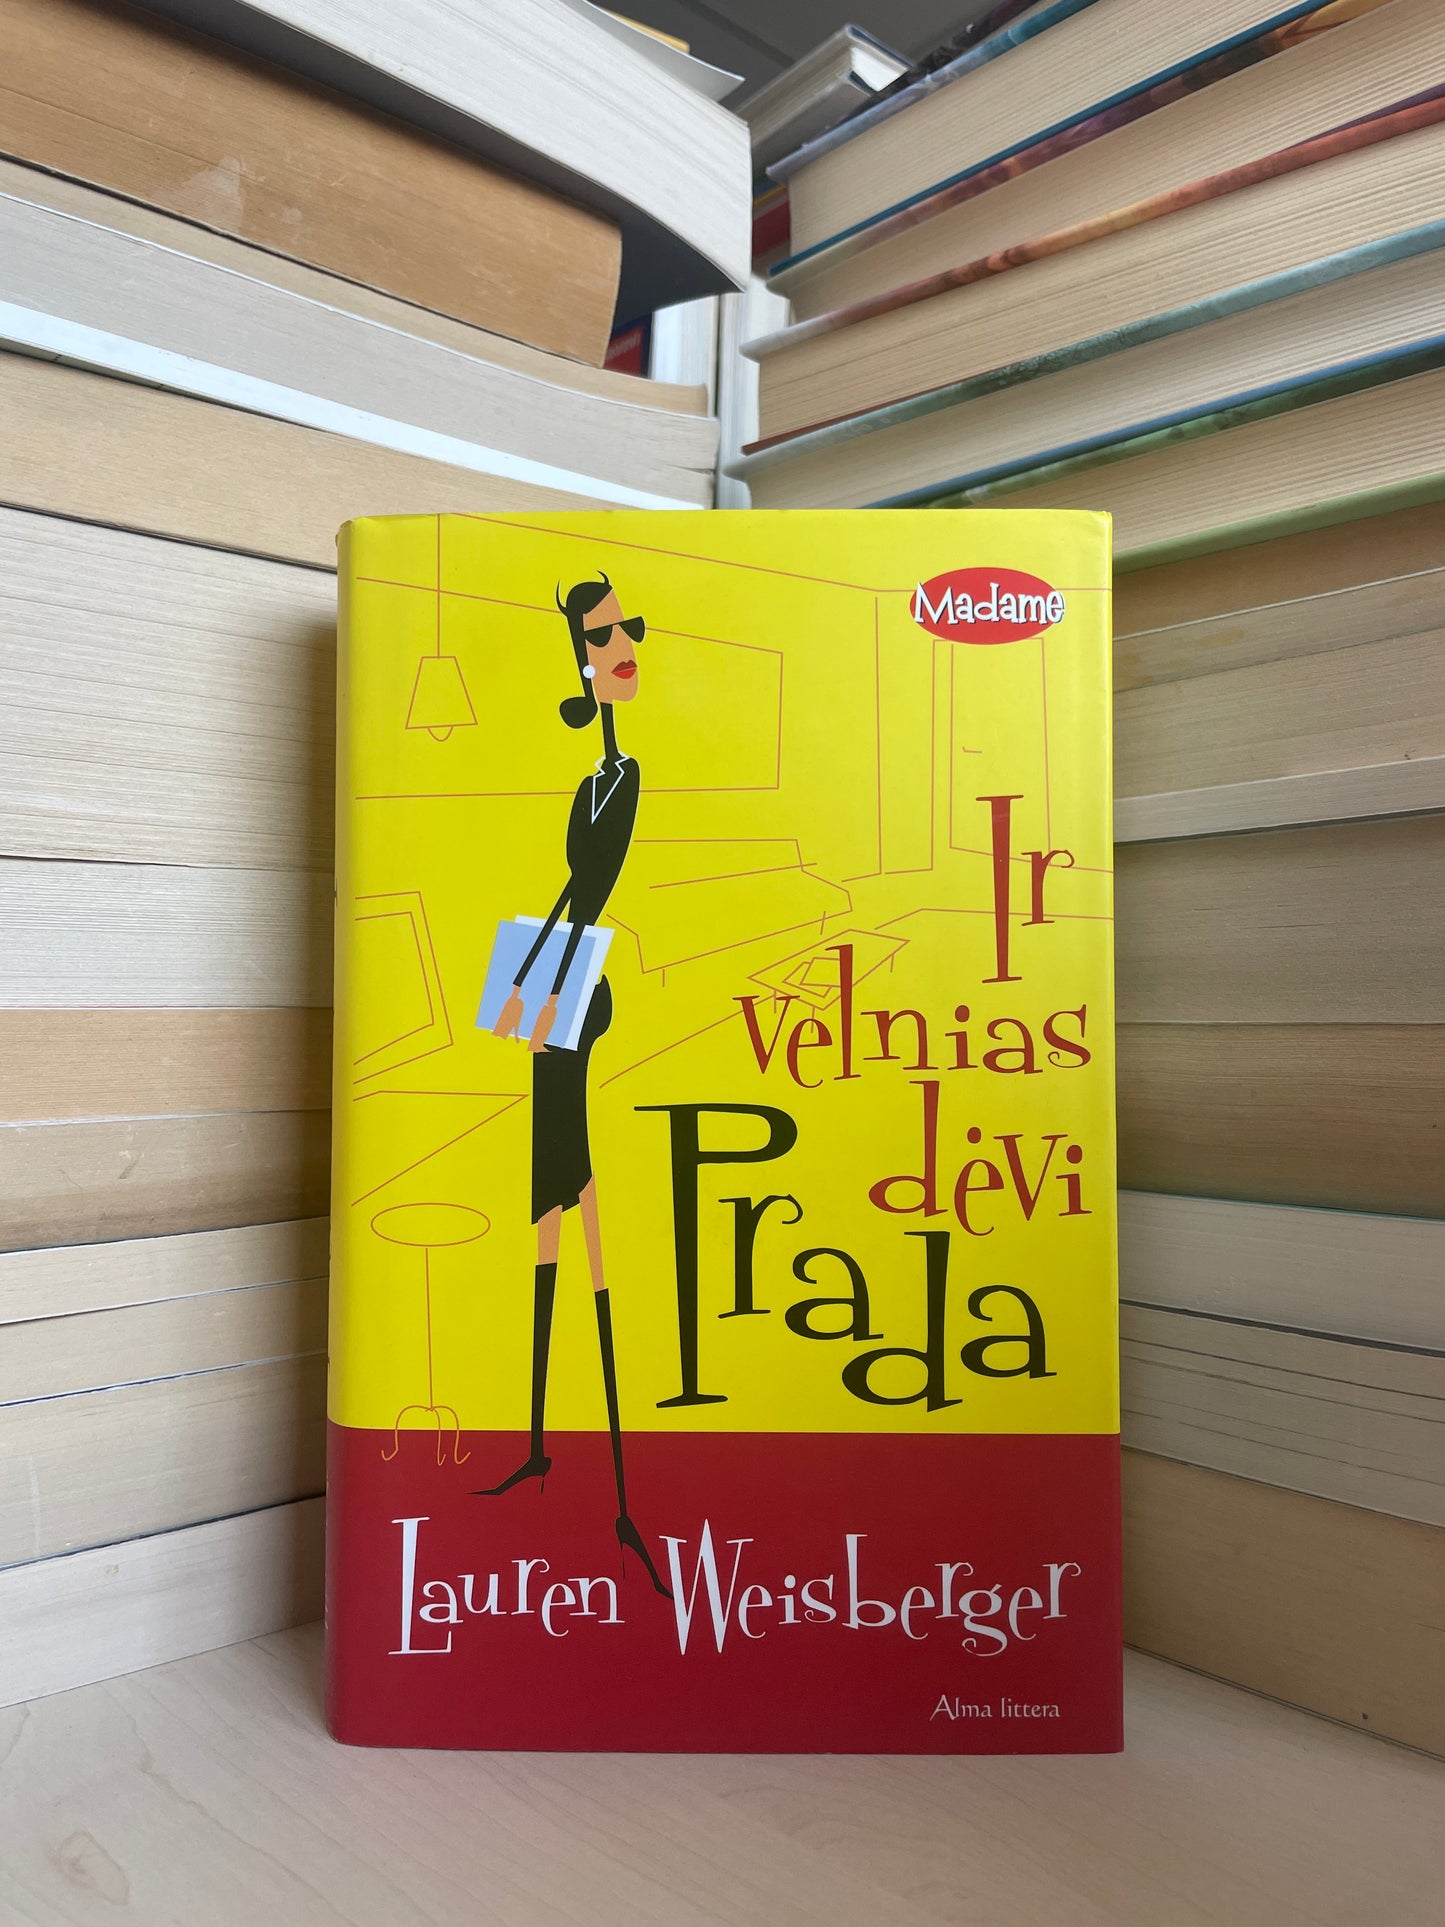 Madame
Ir
velnias
dėvi
Prada
Lauren Weisberger
Alma littera